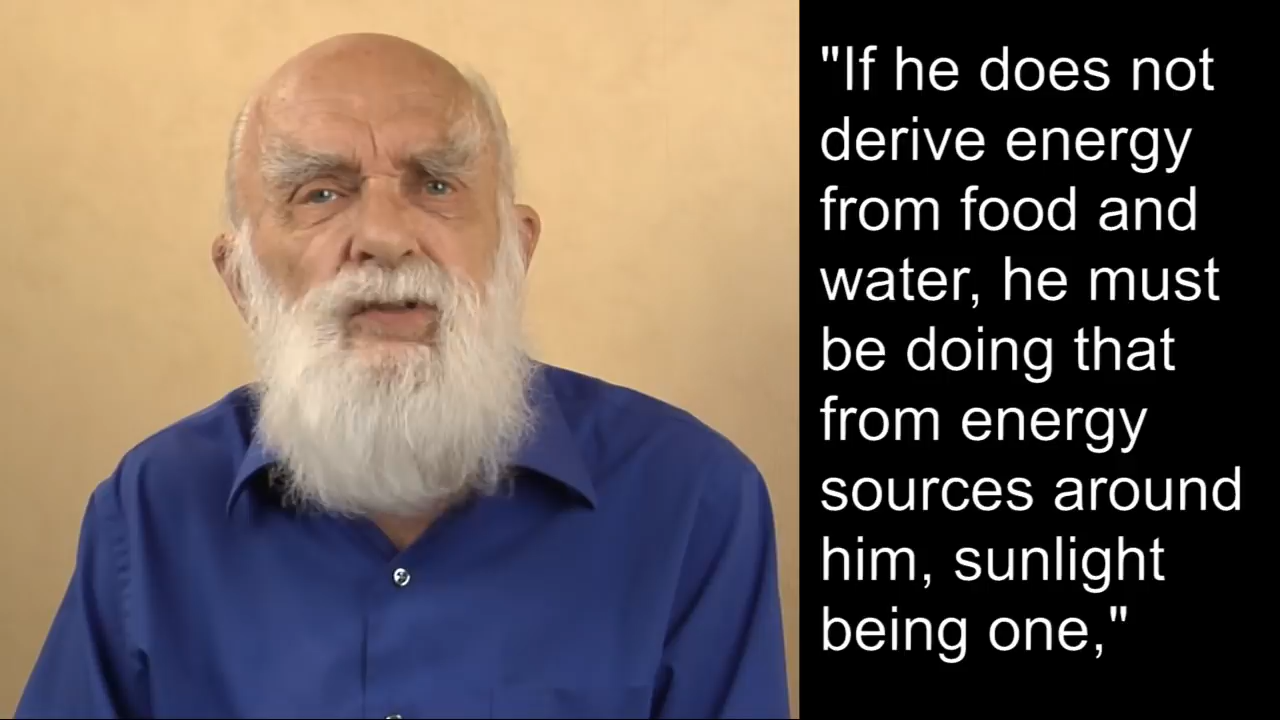 "If he does not
derive energy
from food and
water, he must
be doing that
from energy
sources around
him, sunlight
being one,"